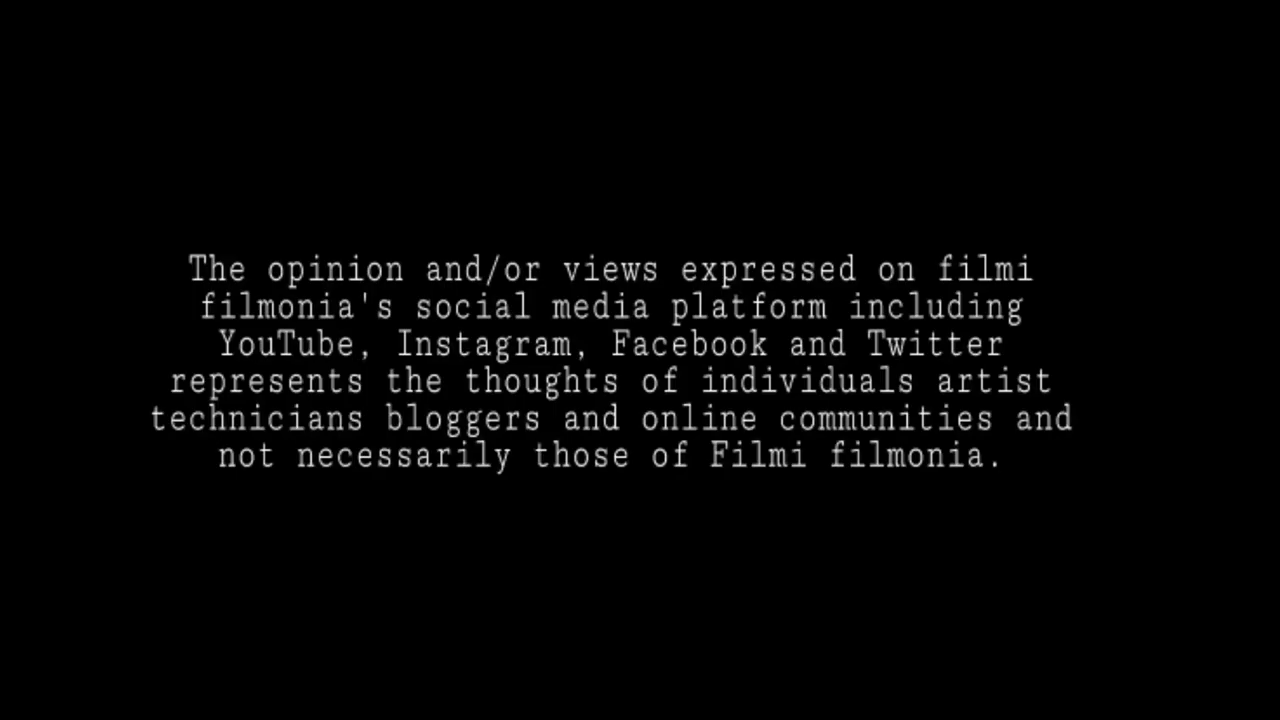 The opinion and/or views expressed on filmi
filmonia's social media platform including
YouTube, Instagram, Facebook and Twitter
represents the thoughts of individuals artist
technicians bloggers and online communities and
not necessarily those of Filmi filmonia.